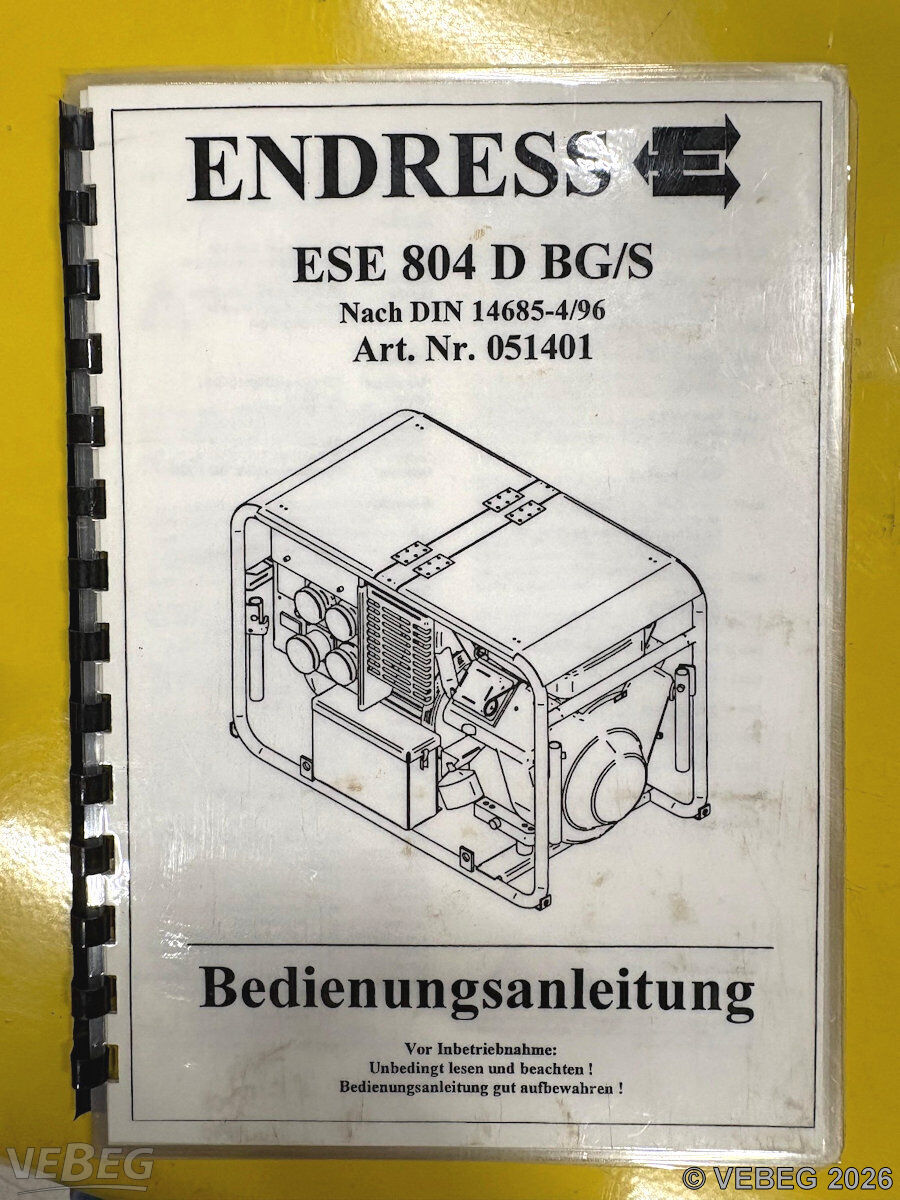 ENDRESS
ESE 804 D BG/S
Nach DIN 14685-4/96
Art. Nr. 051401
Bedienungsanleitung
Vor Inbetriebnahme:
Unbedingt lesen und beachten !
Bedienungsanleitung gut aufbewahren !
VEBEG
© VEBEG 2026